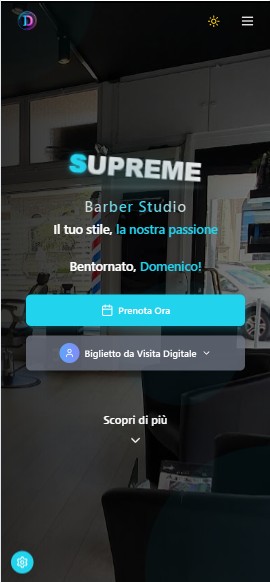 D
SUPREME
Barber Studio
Il tuo stile, la nostra passione
Bentornato, Domenico!
Prenota Ora
Biglietto da Visita Digitale
Scopri di più